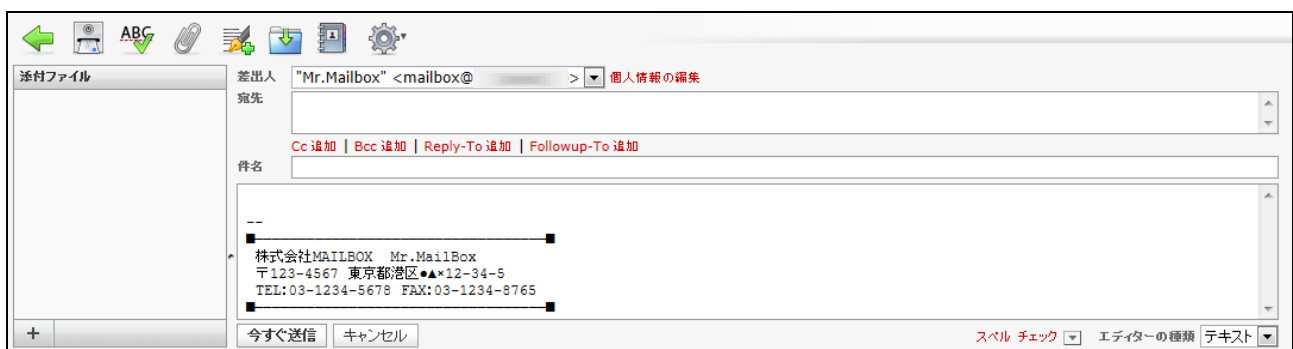 ABC
添付ファイル
差出人 "Mr.Mailbox" <mailbox@ > 個人情報の編集
宛先
Cc 追加 | Bcc 追加 | Reply-To 追加 | Followup-To 追加
件名
--
■────────────────■
株式会社MAILBOX Mr.MailBox
〒123-4567 東京都港区●▲×12-34-5
TEL:03-1234-5678 FAX:03-1234-8765
■────────────────■
+ 今すぐ送信 キャンセル スペル チェック エディターの種類 テキスト